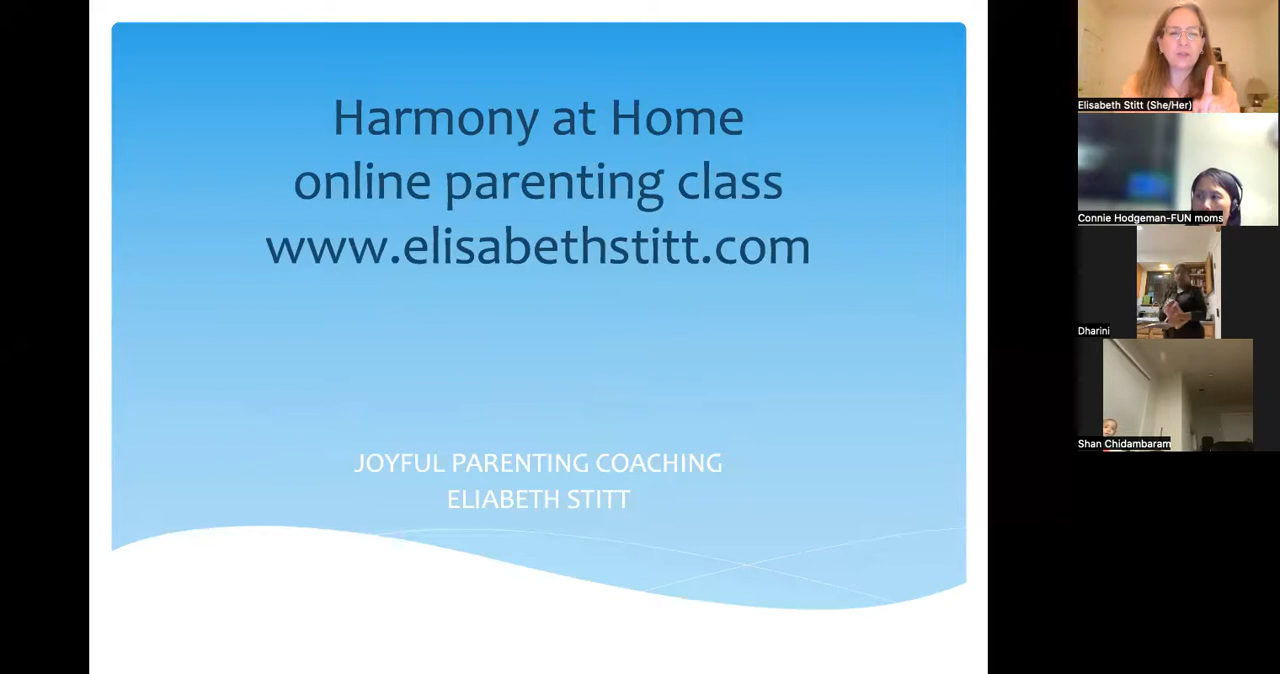 Harmony at Home
online parenting class
www.elisabethstitt.com
JOYFUL PARENTING COACHING
ELIABETH STITT
Elisabeth Stitt (She/Her)
Connie Hodgeman-FUN moms
Dharini
Shan Chidambaram